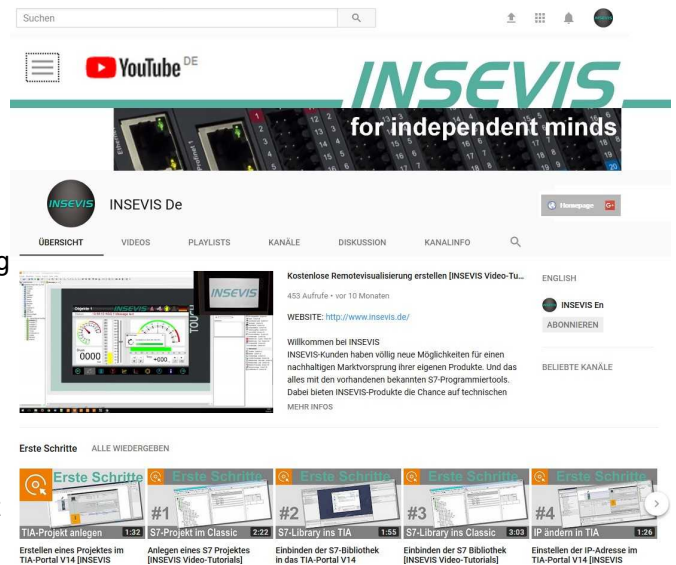 Suchen
YouTube DE
INSEVIS
for independent minds
INSEVIS
INSEVIS De
Homepage G+
ÜBERSICHT VIDEOS PLAYLISTS KANÄLE DISKUSSION KANALINFO
g
INSEVIS
TOUCH
0000
+000
Kostenlose Remotevisualisierung erstellen [INSEVIS Video-Tu...
453 Aufrufe • vor 10 Monaten
WEBSITE: http://www.insevis.de/
Willkommen bei INSEVIS
INSEVIS-Kunden haben völlig neue Möglichkeiten für einen
nachhaltigen Marktvorsprung ihrer eigenen Produkte. Und das
alles mit den vorhandenen bekannten S7-Programmiertools.
Dabei bieten INSEVIS-Produkte die Chance auf technischen
MEHR INFOS
ENGLISH
INSEVIS En
ABONNIEREN
BELIEBTE KANÄLE
Erste Schritte ALLE WIEDERGEBEN
Erste Schritte
TIA-Projekt anlegen 1:32
Erstellen eines Projektes im
TIA-Portal V14 [INSEVIS
Erste Schritte
#1
S7-Projekt im Classic 2:22
Anlegen eines S7 Projektes
[INSEVIS Video-Tutorials]
Erste Schritte
#2
S7-Library ins TIA 1:55
Einbinden der S7-Bibliothek
in das TIA-Portal V14
Erste Schritte
#3
S7-Library ins Classic 3:03
Einbinden der S7 Bibliothek
[INSEVIS Video-Tutorials]
Erste Schritte
#4
IP ändern in TIA 1:26
Einstellen der IP-Adresse im
TIA-Portal V14 [INSEVIS